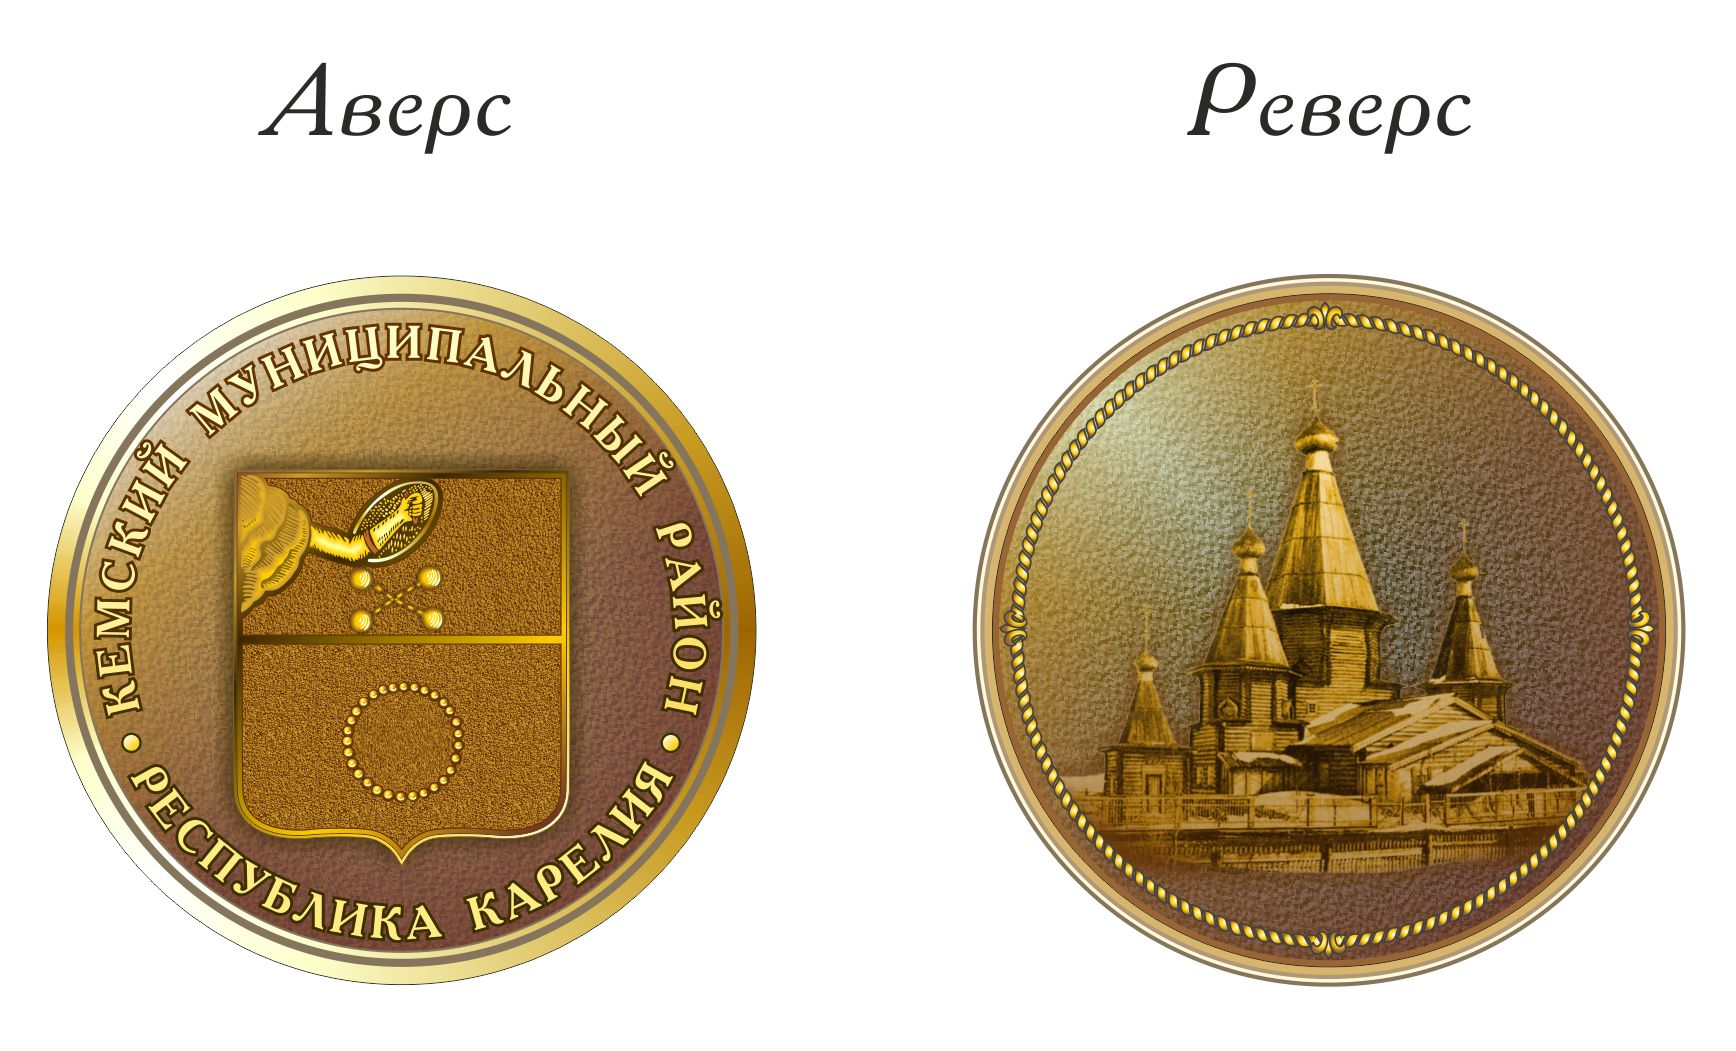 Аверс
Реверс
КЕМСКИЙ МУНИЦИПАЛЬНЫЙ РАЙОН
• РЕСПУБЛИКА КАРЕЛИЯ •